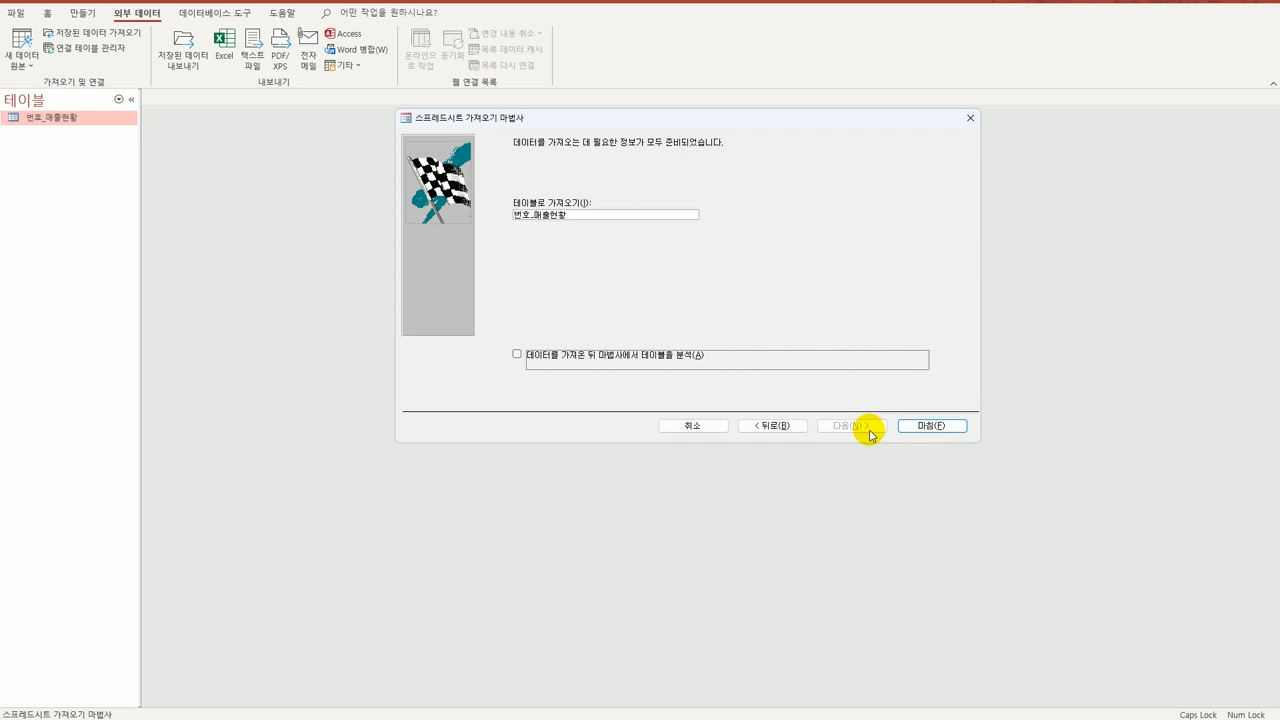 파일 홈 만들기 외부 데이터 데이터베이스 도구 도움말 어떤 작업을 원하시나요?
새 데이터 원본
저장된 데이터 가져오기
연결 테이블 관리자
가져오기 및 연결
저장된 데이터 내보내기
Excel
텍스트 파일
PDF/XPS
전자 메일
Access
Word 병합(W)
기타
내보내기
온라인으로 작업
동기화
변경 내용 취소
목록 데이터 캐시
목록 다시 연결
웹 연결 목록
테이블
번호_매출현황
스프레드시트 가져오기 마법사
데이터를 가져오는 데 필요한 정보가 모두 준비되었습니다.
테이블로 가져오기(I):
번호_매출현황
데이터를 가져온 뒤 마법사에서 테이블을 분석(A)
취소 < 뒤로(B) 다음(N) > 마침(F)
스프레드시트 가져오기 마법사 Caps Lock Num Lock